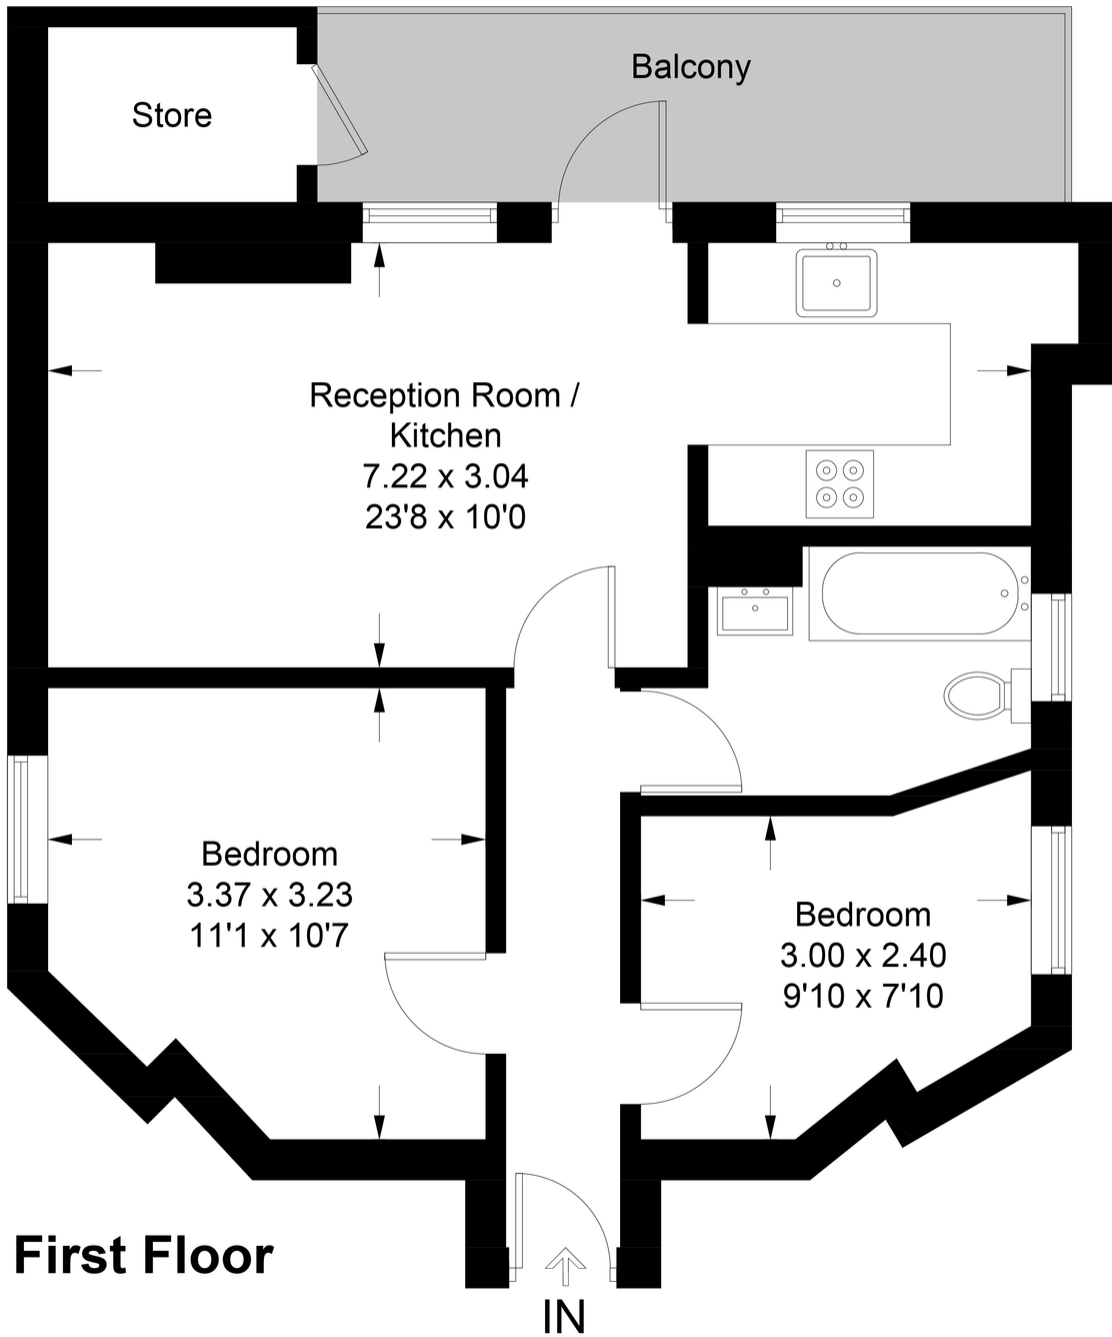 Balcony
Store
Reception Room /
Kitchen
7.22 x 3.04
23'8 x 10'0
Bedroom
3.37 x 3.23
11'1 x 10'7
Bedroom
3.00 x 2.40
9'10 x 7'10
First Floor
IN